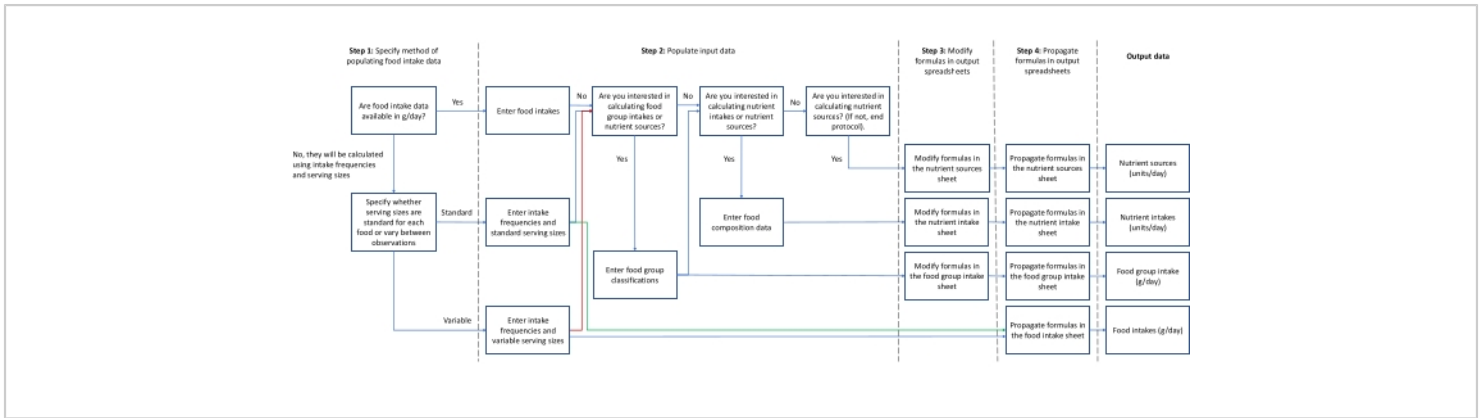 Step 1: Specify method of
populating food intake data
Step 2: Populate input data
Step 3: Modify
formulas in output
spreadsheets
Step 4: Propagate
formulas in output
spreadsheets
Output data
Are food intake data
available in g/day?
Yes
Enter food intakes
No
Are you interested in
calculating food
group intakes or
nutrient sources?
No
Are you interested in
calculating nutrient
intakes or nutrient
sources?
No
Are you interested in
calculating nutrient
sources? (If not, end
protocol).
No, they will be calculated
using intake frequencies
and serving sizes
Yes
Yes
Yes
Modify formulas in
the nutrient sources
sheet
Propagate formulas in
the nutrient sources
sheet
Nutrient sources
(units/day)
Specify whether
serving sizes are
standard for each
food or vary between
observations
Standard
Enter intake
frequencies and
standard serving sizes
Enter food
composition data
Modify formulas in
the nutrient intake
sheet
Propagate formulas in
the nutrient intake
sheet
Nutrient intakes
(units/day)
Enter food group
classifications
Modify formulas in
the food group intake
sheet
Propagate formulas in
the food group intake
sheet
Food group intake
(g/day)
Variable
Enter intake
frequencies and
variable serving sizes
Propagate formulas in
the food intake sheet
Food intakes (g/day)